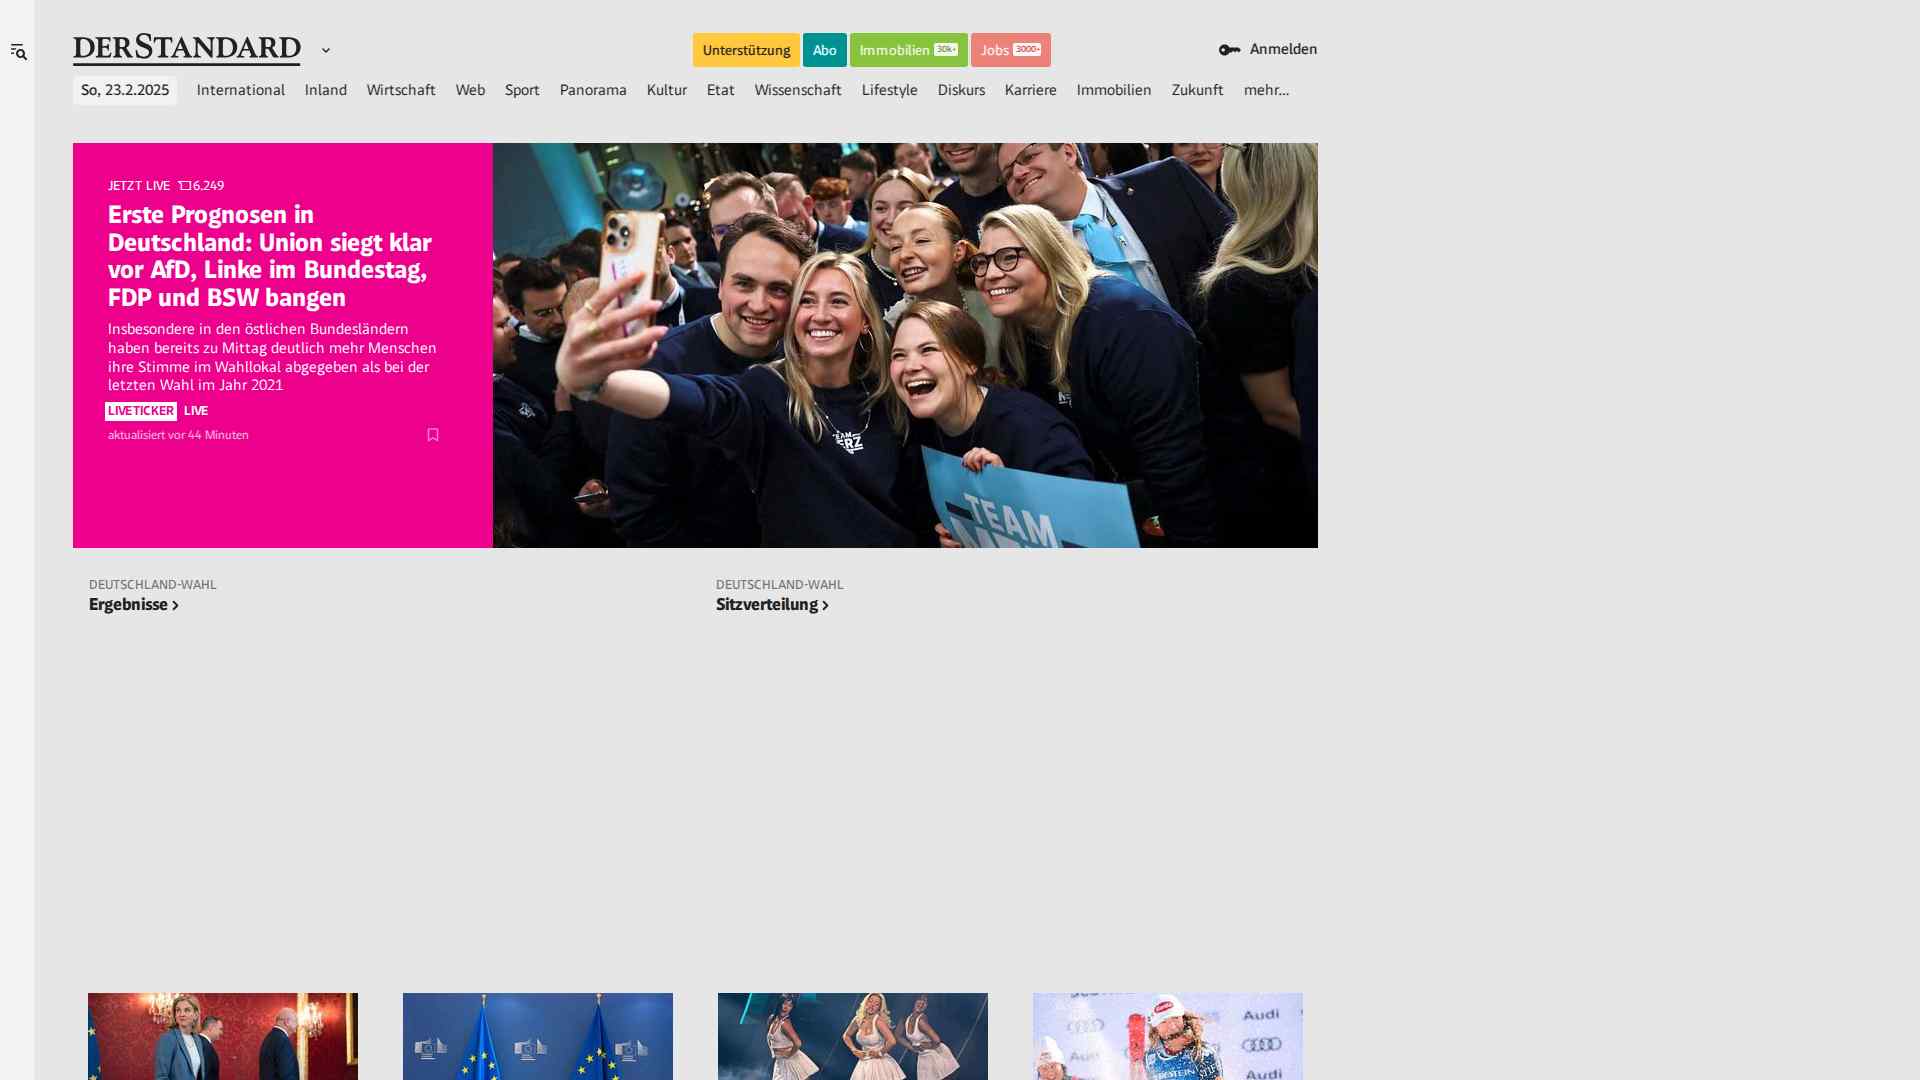 DERSTANDARD
Unterstützung
Abo
Immobilien 30k+
Jobs 3000+
Anmelden
So, 23.2.2025
International
Inland
Wirtschaft
Web
Sport
Panorama
Kultur
Etat
Wissenschaft
Lifestyle
Diskurs
Karriere
Immobilien
Zukunft
mehr...
JETZT LIVE 6.249
Erste Prognosen in
Deutschland: Union siegt klar
vor AfD, Linke im Bundestag,
FDP und BSW bangen
Insbesondere in den östlichen Bundesländern
haben bereits zu Mittag deutlich mehr Menschen
ihre Stimme im Wahllokal abgegeben als bei der
letzten Wahl im Jahr 2021
LIVETICKER LIVE
aktualisiert vor 44 Minuten
TEAM
TEAM
DEUTSCHLAND-WAHL
Ergebnisse
DEUTSCHLAND-WAHL
Sitzverteilung
Audi
Audi
Audi